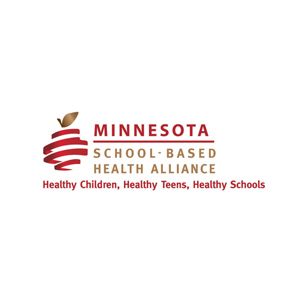 MINNESOTA
SCHOOL-BASED
HEALTH ALLIANCE
Healthy Children, Healthy Teens, Healthy Schools